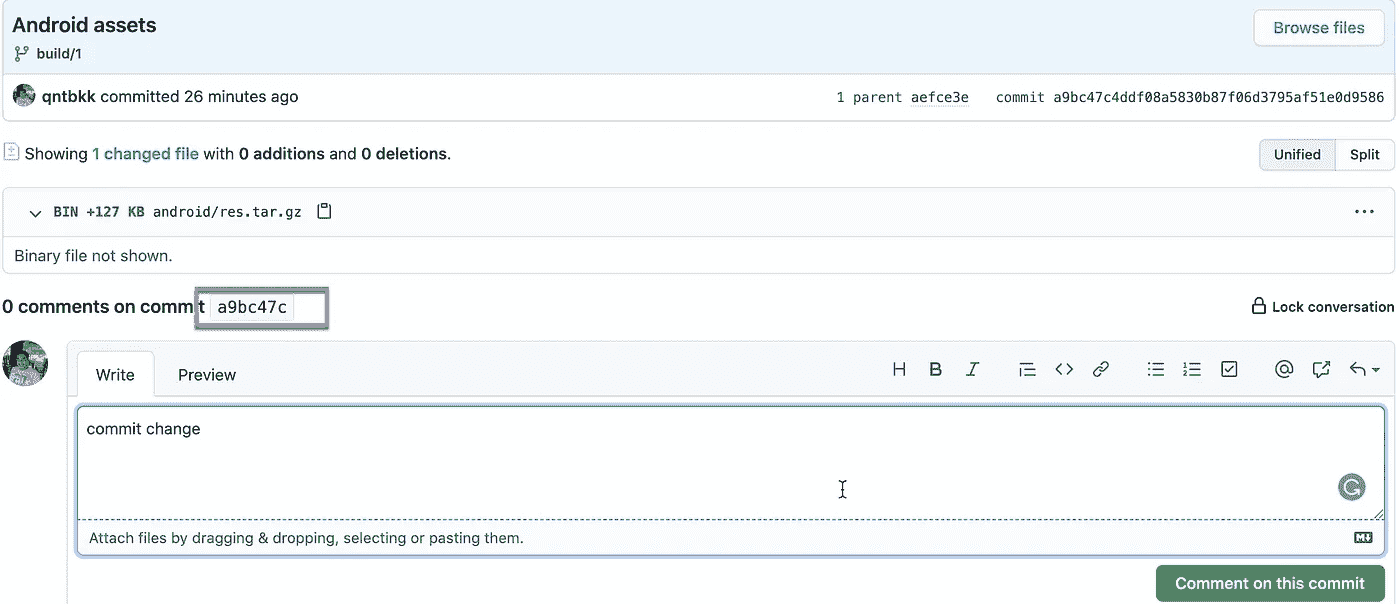 Android assets
Browse files
build/1
qntbkk committed 26 minutes ago
1 parent aefce3e commit a9bc47c4ddf08a5830b87f06d3795af51e0d9586
Showing 1 changed file with 0 additions and 0 deletions.
Unified Split
BIN +127 KB android/res.tar.gz
Binary file not shown.
0 comments on commit a9bc47c
Lock conversation
Write Preview
commit change
Attach files by dragging & dropping, selecting or pasting them.
Comment on this commit